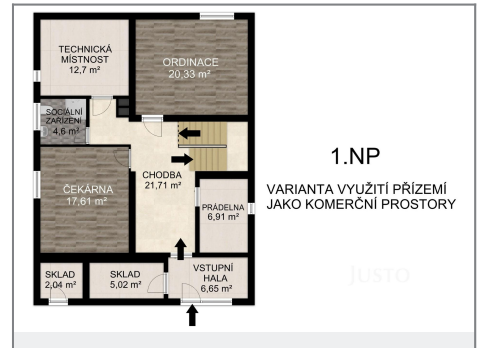 TECHNICKÁ
MÍSTNOST
12,7 m²
ORDINACE
20,33 m²
SOCIÁLNÍ
ZAŘÍZENÍ
4,6 m²
CHODBA
21,71 m²
ČEKÁRNA
17,61 m²
PRÁDELNA
6,91 m²
SKLAD
2,04 m²
SKLAD
5,02 m²
VSTUPNÍ
HALA
6,65 m²
1.NP
VARIANTA VYUŽITÍ PŘÍZEMÍ
JAKO KOMERČNÍ PROSTORY
JUSTO